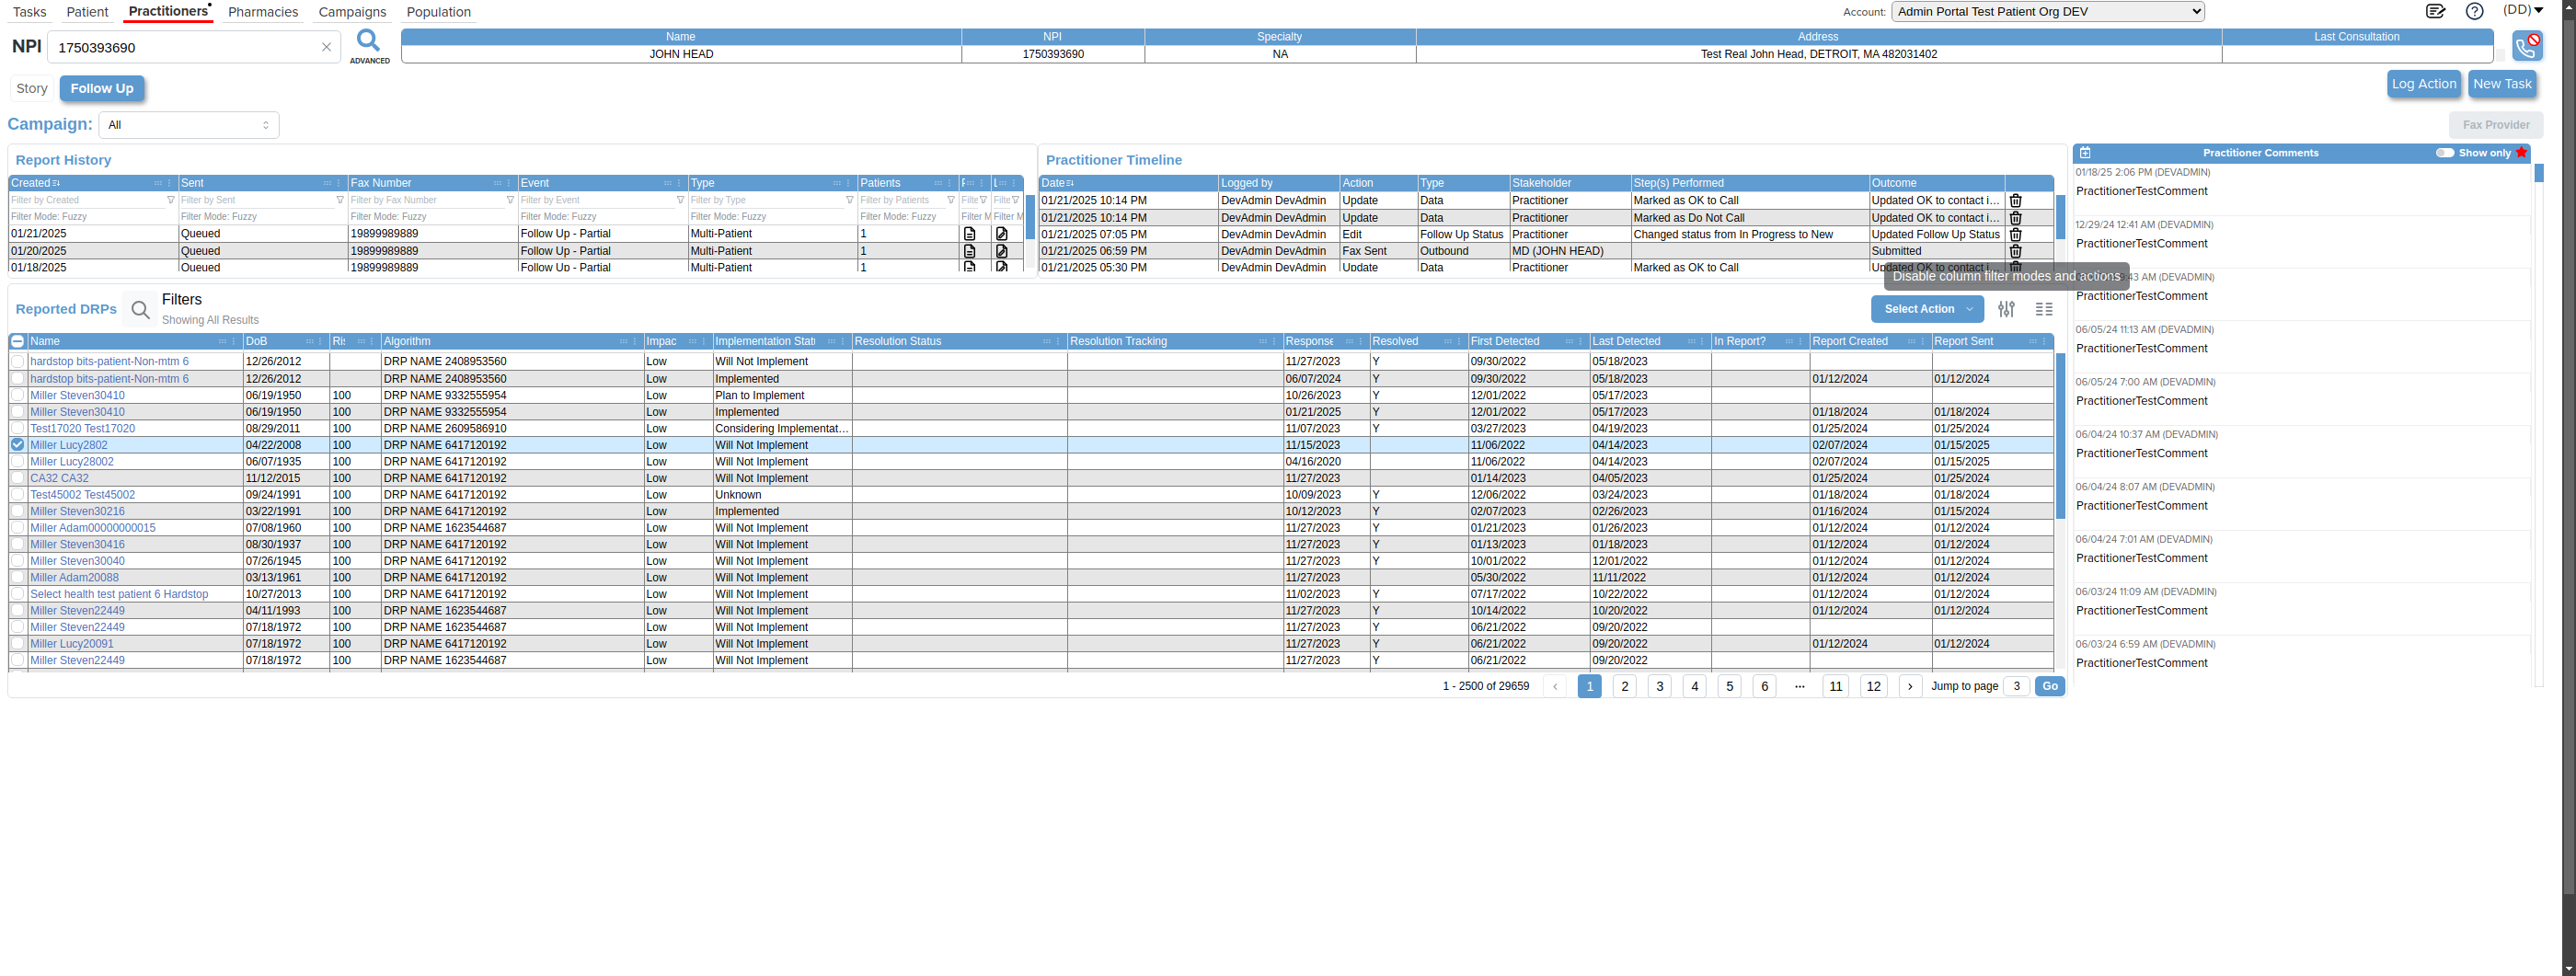 Tasks Patient Practitioners Pharmacies Campaigns Population Account: Admin Portal Test Patient Org DEV (DD)
NPI 1750393690 ADVANCED
Name NPI Specialty Address Last Consultation
JOHN HEAD 1750393690 NA Test Real John Head, DETROIT, MA 482031402
Story Follow Up Log Action New Task
Campaign: All Fax Provider
Report History
Created Sent Fax Number Event Type Patients
Filter by Created Filter by Sent Filter by Fax Number Filter by Event Filter by Type Filter by Patients Filte Filte
Filter Mode: Fuzzy Filter Mode: Fuzzy Filter Mode: Fuzzy Filter Mode: Fuzzy Filter Mode: Fuzzy Filter Mode: Fuzzy Filter M Filter M
01/21/2025 Queued 19899989889 Follow Up - Partial Multi-Patient 1
01/20/2025 Queued 19899989889 Follow Up - Partial Multi-Patient 1
01/18/2025 Queued 19899989889 Follow Up - Partial Multi-Patient 1
Practitioner Timeline
Date Logged by Action Type Stakeholder Step(s) Performed Outcome
01/21/2025 10:14 PM DevAdmin DevAdmin Update Data Practitioner Marked as OK to Call Updated OK to contact i...
01/21/2025 10:14 PM DevAdmin DevAdmin Update Data Practitioner Marked as Do Not Call Updated OK to contact i...
01/21/2025 07:05 PM DevAdmin DevAdmin Edit Follow Up Status Practitioner Changed status from In Progress to New Updated Follow Up Status
01/21/2025 06:59 PM DevAdmin DevAdmin Fax Sent Outbound MD (JOHN HEAD) Submitted
01/21/2025 05:30 PM DevAdmin DevAdmin Update Data Practitioner Marked as OK to Call Updated OK to contact i...
Disable column filter modes and actions
Reported DRPs Filters
Showing All Results
Select Action
Name DoB Ris Algorithm Impac Implementation Statu Resolution Status Resolution Tracking Response Resolved First Detected Last Detected In Report? Report Created Report Sent
hardstop bits-patient-Non-mtm 6 12/26/2012 DRP NAME 2408953560 Low Will Not Implement 11/27/2023 Y 09/30/2022 05/18/2023
hardstop bits-patient-Non-mtm 6 12/26/2012 DRP NAME 2408953560 Low Implemented 06/07/2024 Y 09/30/2022 05/18/2023 01/12/2024 01/12/2024
Miller Steven30410 06/19/1950 100 DRP NAME 9332555954 Low Plan to Implement 10/26/2023 Y 12/01/2022 05/17/2023
Miller Steven30410 06/19/1950 100 DRP NAME 9332555954 Low Implemented 01/21/2025 Y 12/01/2022 05/17/2023 01/18/2024 01/18/2024
Test17020 Test17020 08/29/2011 100 DRP NAME 2609586910 Low Considering Implementat... 11/07/2023 Y 03/27/2023 04/19/2023 01/25/2024 01/25/2024
Miller Lucy2802 04/22/2008 100 DRP NAME 6417120192 Low Will Not Implement 11/15/2023 11/06/2022 04/14/2023 02/07/2024 01/15/2025
Miller Lucy28002 06/07/1935 100 DRP NAME 6417120192 Low Will Not Implement 04/16/2020 11/06/2022 04/14/2023 02/07/2024 01/15/2025
CA32 CA32 11/12/2015 100 DRP NAME 6417120192 Low Will Not Implement 11/27/2023 01/14/2023 04/05/2023 01/25/2024 01/25/2024
Test45002 Test45002 09/24/1991 100 DRP NAME 6417120192 Low Unknown 10/09/2023 Y 12/06/2022 03/24/2023 01/18/2024 01/18/2024
Miller Steven30216 03/22/1991 100 DRP NAME 6417120192 Low Implemented 10/12/2023 Y 02/07/2023 02/26/2023 01/16/2024 01/15/2024
Miller Adam00000000015 07/08/1960 100 DRP NAME 1623544687 Low Will Not Implement 11/27/2023 Y 01/21/2023 01/26/2023 01/12/2024 01/12/2024
Miller Steven30416 08/30/1937 100 DRP NAME 6417120192 Low Will Not Implement 11/27/2023 Y 01/13/2023 01/18/2023 01/12/2024 01/12/2024
Miller Steven30040 07/26/1945 100 DRP NAME 6417120192 Low Will Not Implement 11/27/2023 Y 10/01/2022 12/01/2022 01/12/2024 01/12/2024
Miller Adam20088 03/13/1961 100 DRP NAME 6417120192 Low Will Not Implement 11/27/2023 05/30/2022 11/11/2022 01/12/2024 01/12/2024
Select health test patient 6 Hardstop 10/27/2013 100 DRP NAME 6417120192 Low Will Not Implement 11/02/2023 Y 07/17/2022 10/22/2022 01/12/2024 01/12/2024
Miller Steven22449 04/11/1993 100 DRP NAME 1623544687 Low Will Not Implement 11/27/2023 Y 10/14/2022 10/20/2022 01/12/2024 01/12/2024
Miller Steven22449 07/18/1972 100 DRP NAME 1623544687 Low Will Not Implement 11/27/2023 Y 06/21/2022 09/20/2022
Miller Lucy20091 07/18/1972 100 DRP NAME 6417120192 Low Will Not Implement 11/27/2023 Y 06/21/2022 09/20/2022 01/12/2024 01/12/2024
Miller Steven22449 07/18/1972 100 DRP NAME 1623544687 Low Will Not Implement 11/27/2023 Y 06/21/2022 09/20/2022
1 - 2500 of 29659 1 2 3 4 5 6 ... 11 12 Jump to page 3 Go
Practitioner Comments Show only
01/18/25 2:06 PM (DEVADMIN)
PractitionerTestComment
12/29/24 12:41 AM (DEVADMIN)
PractitionerTestComment
:43 AM (DEVADMIN)
PractitionerTestComment
06/05/24 11:13 AM (DEVADMIN)
PractitionerTestComment
06/05/24 7:00 AM (DEVADMIN)
PractitionerTestComment
06/04/24 10:37 AM (DEVADMIN)
PractitionerTestComment
06/04/24 8:07 AM (DEVADMIN)
PractitionerTestComment
06/04/24 7:01 AM (DEVADMIN)
PractitionerTestComment
06/03/24 11:09 AM (DEVADMIN)
PractitionerTestComment
06/03/24 6:59 AM (DEVADMIN)
PractitionerTestComment